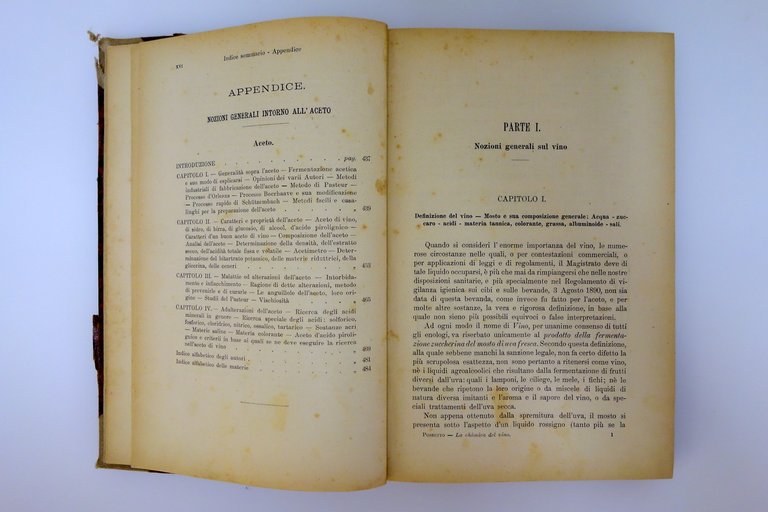 XVI
Indice sommario - Appendice
APPENDICE.
NOZIONI GENERALI INTORNO ALL' ACETO
Aceto.
INTRODUZIONE . . . . . . . . . . pag. 437
CAPITOLO I. — Generalità sopra l'aceto — Fermentazione acetica
e suo modo di esplicarsi — Opinioni dei varii Autori — Metodi
industriali di fabbricazione dell'aceto — Metodo di Pasteur —
Processo d'Orleans — Processo Boerhaave e sua modificazione
— Processo rapido di Schützembach — Metodi facili e casa-
linghi per la preparazione dell'aceto . . . . . . „ 439
CAPITOLO II. — Caratteri e proprietà dell'aceto — Aceto di vino,
di sidro, di birra, di glucosio, di alcool, d'acido pirolignico —
Caratteri d'un buon aceto di vino — Composizione dell'aceto —
Analisi dell'aceto — Determinazione della densità, dell'estratto
secco, dell'acidità totale fissa e volatile — Acetimetro — Deter-
minazione del bitartrato potassico, delle materie riduttrici, della
glicerina, delle ceneri . . . . . . . . „ 453
CAPITOLO III. — Malattie ed alterazioni dell'aceto — Intorbida-
mento e infiacchimento — Ragione di dette alterazioni, metodo
di prevenirle e di curarle — Le anguillole dell'aceto, loro ori-
gine — Studii del Pasteur — Vischiosità . . . . „ 465
CAPITOLO IV. — Adulterazioni dell'aceto — Ricerca degli acidi
minerali in genere — Ricerca speciale degli acidi: solforico,
fosforico, cloridrico, nitrico, ossalico, tartarico — Sostanze acri
— Materie saline — Materia colorante — Aceto d'acido pirol-
ignico e criterii in base ai quali se ne deve eseguire la ricerca
nell'aceto di vino . . . . . . . . . „ 469
Indice alfabetico degli autori . . . . . . . „ 481
Indice alfabetico delle materie . . . . . . . „ 484
PARTE I.
Nozioni generali sul vino
CAPITOLO I.
Definizione del vino — Mosto e sua composizione generale: Acqua - zuc-
caro - acidi - materia tannica, colorante, grassa, albuminoide - sali.
Quando si consideri l' enorme importanza del vino, le nume-
rose circostanze nelle quali, o per contestazioni commerciali, o
per applicazioni di leggi e di regolamenti, il Magistrato deve di
tale liquido occuparsi, è più che mai da rimpiangersi che nelle nostre
disposizioni sanitarie, e più specialmente nel Regolamento di vi-
gilanza igienica sui cibi e sulle bevande, 3 Agosto 1890, non sia
data di questa bevanda, come invece fu fatto per l'aceto, e per
molte altre sostanze, la vera e rigorosa definizione, in base alla
quale non sieno più possibili equivoci o false interpretazioni.
Ad ogni modo il nome di Vino, per unanime consenso di tutti
gli enologi, va riserbato unicamente al prodotto della fermenta-
zione zuccherina del mosto di uva fresca. Secondo questa definizione,
alla quale sebbene manchi la sanzione legale, non fa certo difetto la
più scrupolosa esattezza, non sono pertanto a ritenersi come vino,
nè i liquidi agroalcoolici che risultano dalla fermentazione di frutti
diversi dall'uva: quali i lamponi, le ciliege, le mele, i fichi; nè le
bevande che ripetono la loro origine o da miscele di liquidi di
natura diversa imitanti e l'aroma e il sapore del vino, o da spe-
ciali trattamenti dell'uva secca.
Non appena ottenuto dalla spremitura dell'uva, il mosto si
presenta sotto l'aspetto d'un liquido rossigno (tanto più se la
Possetto — La chimica del vino. 1